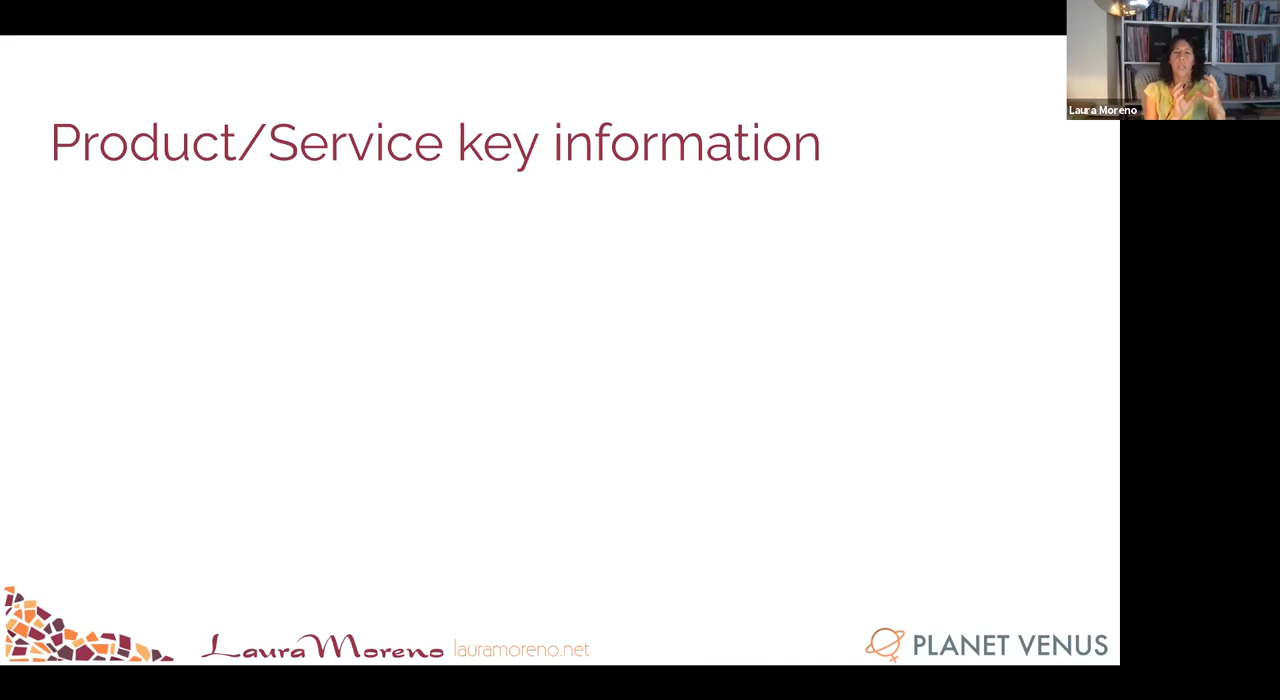 Laura Moreno
Product/Service key information
Laura Moreno lauramoreno.net
PLANET VENUS